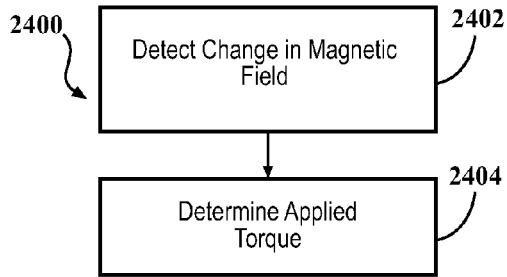 2400
2402
Detect Change in Magnetic
Field
2404
Determine Applied
Torque